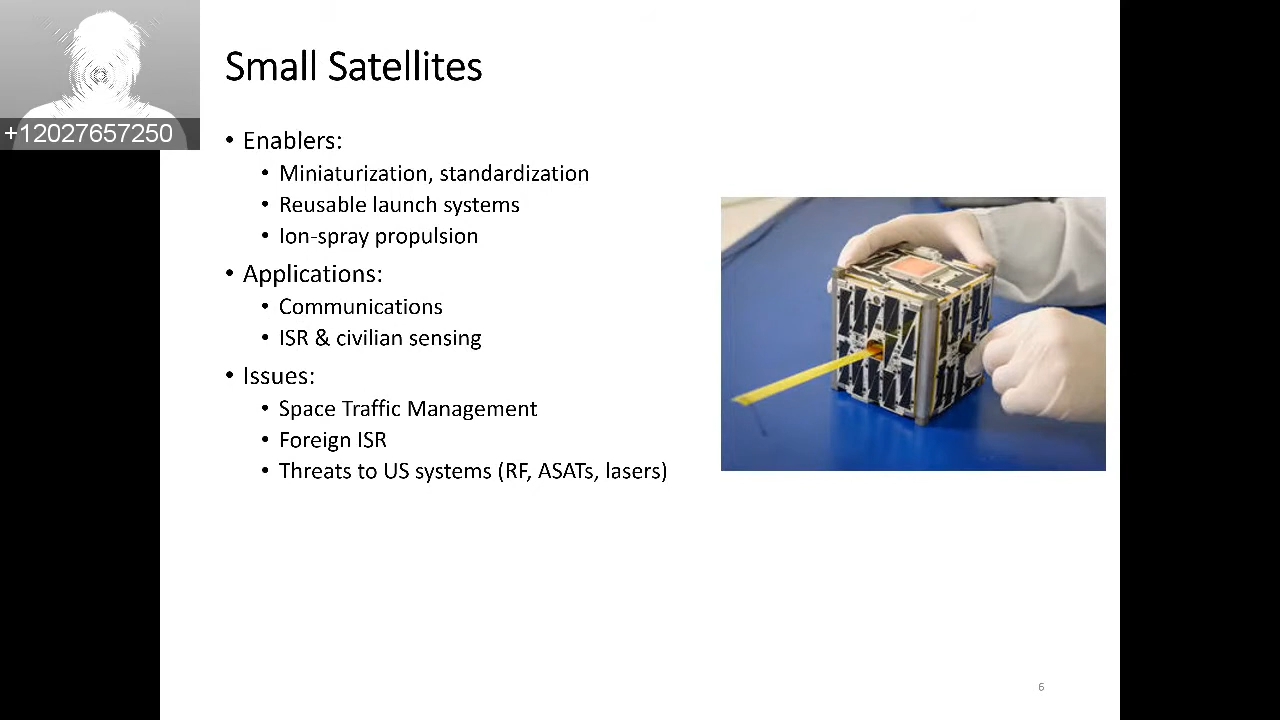 Small Satellites
+12027657250
• Enablers:
• Miniaturization, standardization
• Reusable launch systems
• Ion-spray propulsion
• Applications:
• Communications
• ISR & civilian sensing
• Issues:
• Space Traffic Management
• Foreign ISR
• Threats to US systems (RF, ASATs, lasers)
6